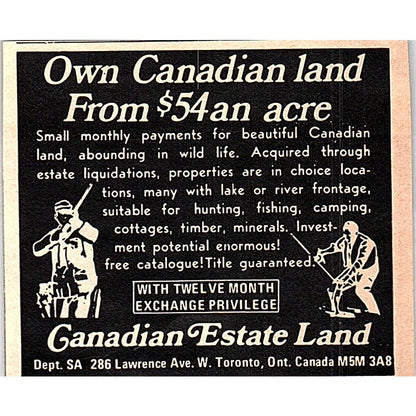 Own Canadian land
From $54 an acre
Small monthly payments for beautiful Canadian
land, abounding in wild life. Acquired through
estate liquidations, properties are in choice loca-
tions, many with lake or river frontage,
suitable for hunting, fishing, camping,
cottages, timber, minerals. Invest-
ment potential enormous!
free catalogue! Title guaranteed.
WITH TWELVE MONTH
EXCHANGE PRIVILEGE
Canadian Estate Land
Dept. SA 286 Lawrence Ave. W. Toronto, Ont. Canada M5M 3A8